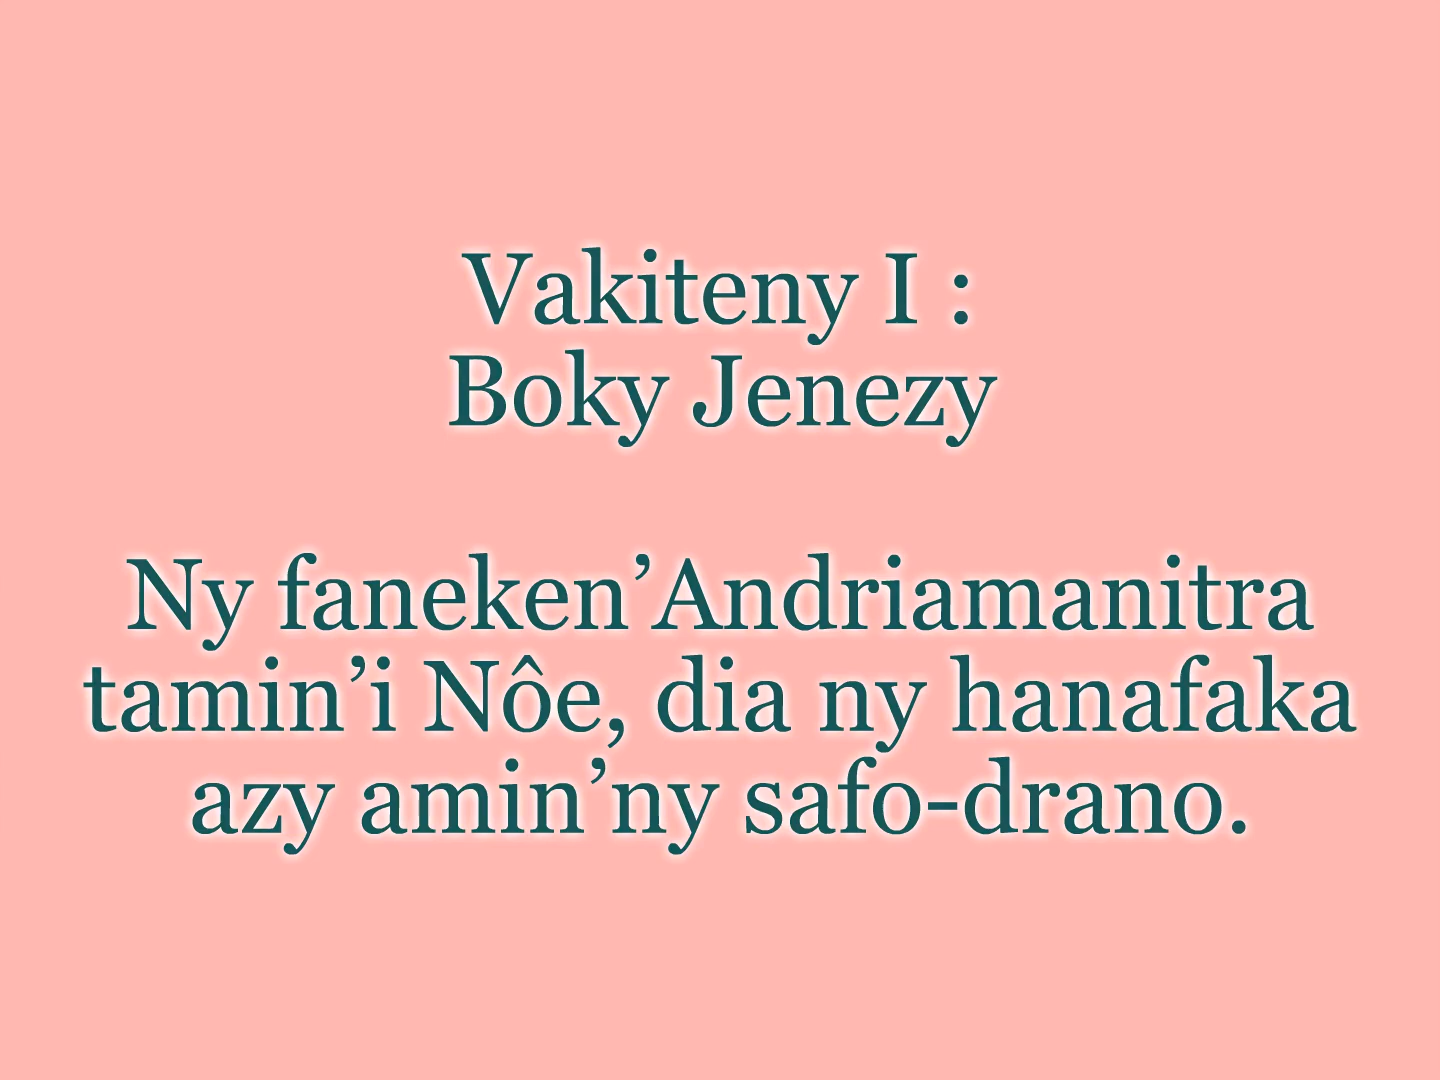 Vakiteny I :
Boky Jenezy
Ny faneken’Andriamanitra
tamin’i Nôe, dia ny hanafaka
azy amin’ny safo-drano.